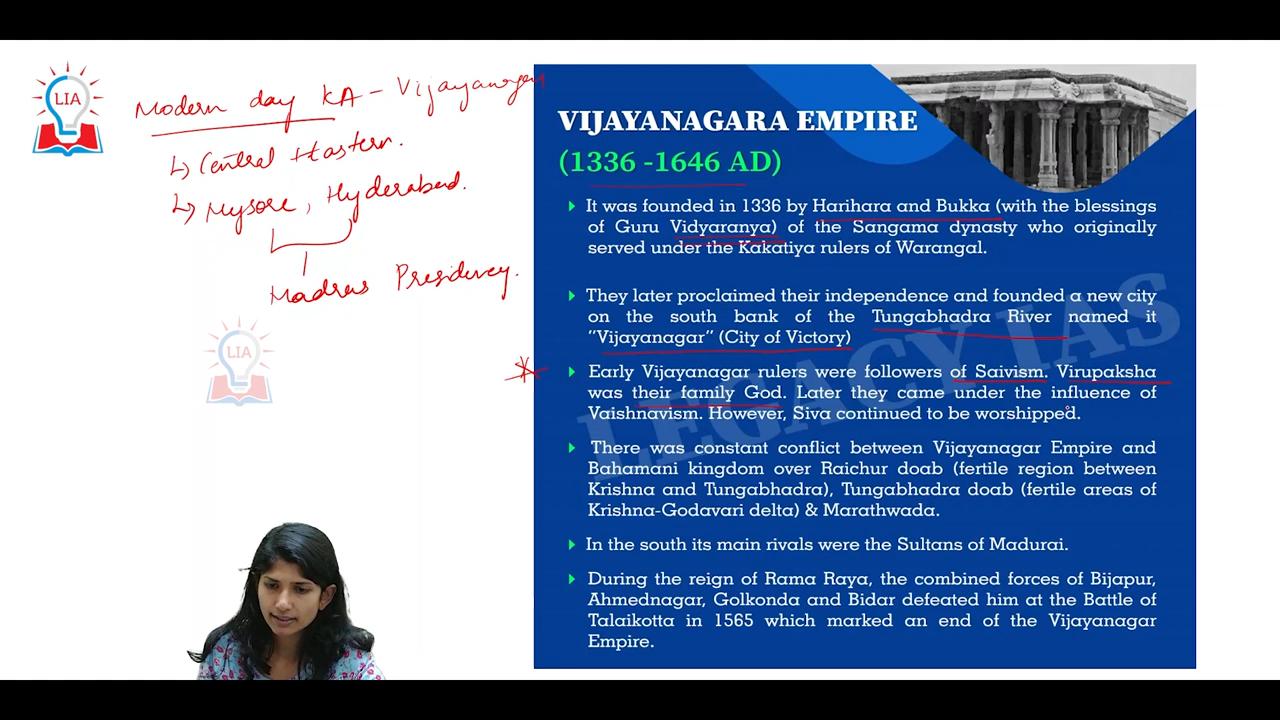 LIA
Modern day KA - Vijayanagar
↳ Central + Eastern.
↳ Mysore, Hyderabad.
Madras Presidency.
LIA
VIJAYANAGARA EMPIRE
(1336 -1646 AD)
It was founded in 1336 by Harihara and Bukka (with the blessings
of Guru Vidyaranya) of the Sangama dynasty who originally
served under the Kakatiya rulers of Warangal.
They later proclaimed their independence and founded a new city
on the south bank of the Tungabhadra River named it
“Vijayanagar” (City of Victory)
Early Vijayanagar rulers were followers of Saivism. Virupaksha
was their family God. Later they came under the influence of
Vaishnavism. However, Siva continued to be worshipped.
There was constant conflict between Vijayanagar Empire and
Bahamani kingdom over Raichur doab (fertile region between
Krishna and Tungabhadra), Tungabhadra doab (fertile areas of
Krishna-Godavari delta) & Marathwada.
In the south its main rivals were the Sultans of Madurai.
During the reign of Rama Raya, the combined forces of Bijapur,
Ahmednagar, Golkonda and Bidar defeated him at the Battle of
Talaikotta in 1565 which marked an end of the Vijayanagar
Empire.
LEGACY IAS